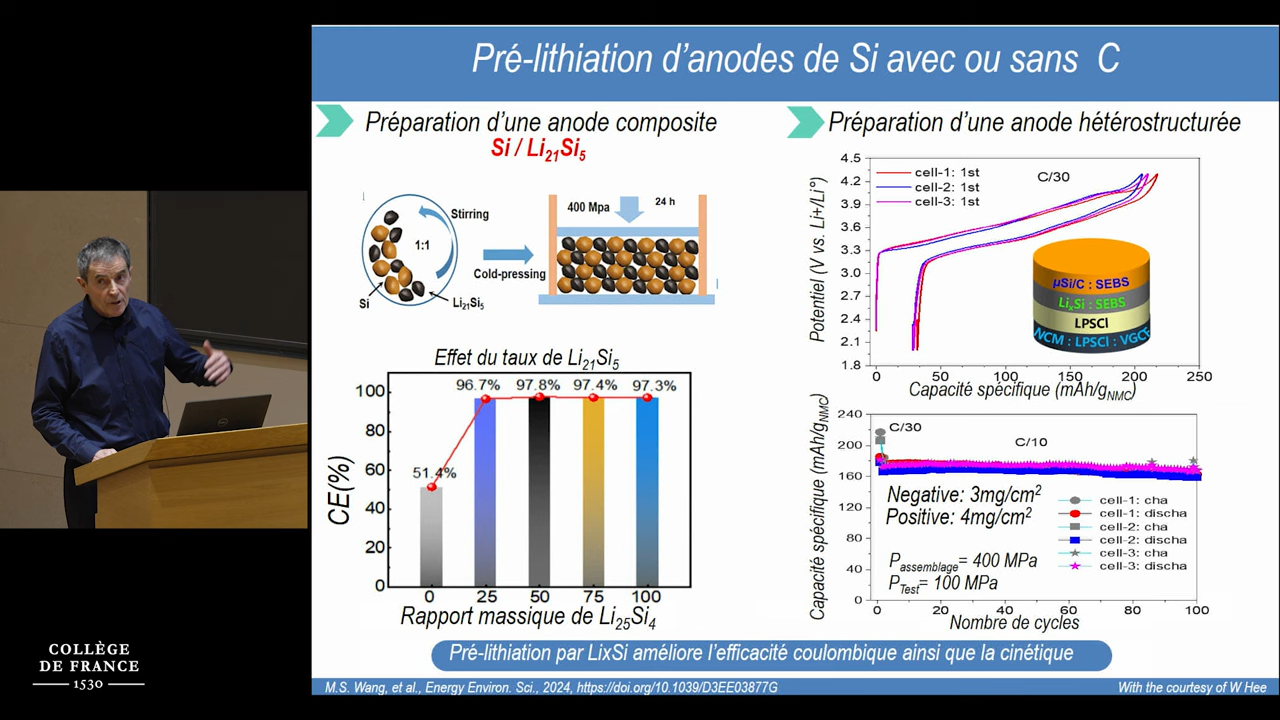 Pré-lithiation d'anodes de Si avec ou sans C
Préparation d'une anode composite
Si / Li21Si5
Stirring
1:1
Si
Li21Si5
Cold-pressing
400 Mpa
24 h
Effet du taux de Li21Si5
CE(%)
100
80
60
40
20
0
51.4%
96.7%
97.8%
97.4%
97.3%
0 25 50 75 100
Rapport massique de Li25Si4
Préparation d'une anode hétérostructurée
Potentiel (V vs. Li+/Li°)
4.5
4.2
3.9
3.6
3.3
3.0
2.7
2.4
2.1
1.8
cell-1: 1st
cell-2: 1st
cell-3: 1st
C/30
µSi/C : SEBS
LixSi : SEBS
LPSCl
NCM : LPSCl : VGCF
0 50 100 150 200 250
Capacité spécifique (mAh/gNMC)
Capacité spécifique (mAh/gNMC)
240
200
160
120
80
40
0
C/30
C/10
Negative: 3mg/cm2
Positive: 4mg/cm2
Passemblage= 400 MPa
PTest= 100 MPa
cell-1: cha
cell-1: discha
cell-2: cha
cell-2: discha
cell-3: cha
cell-3: discha
0 20 40 60 80 100
Nombre de cycles
Pré-lithiation par LixSi améliore l'efficacité coulombique ainsi que la cinétique
M.S. Wang, et al., Energy Environ. Sci., 2024, https://doi.org/10.1039/D3EE03877G
With the courtesy of W Hee
COLLÈGE
DE FRANCE
1530